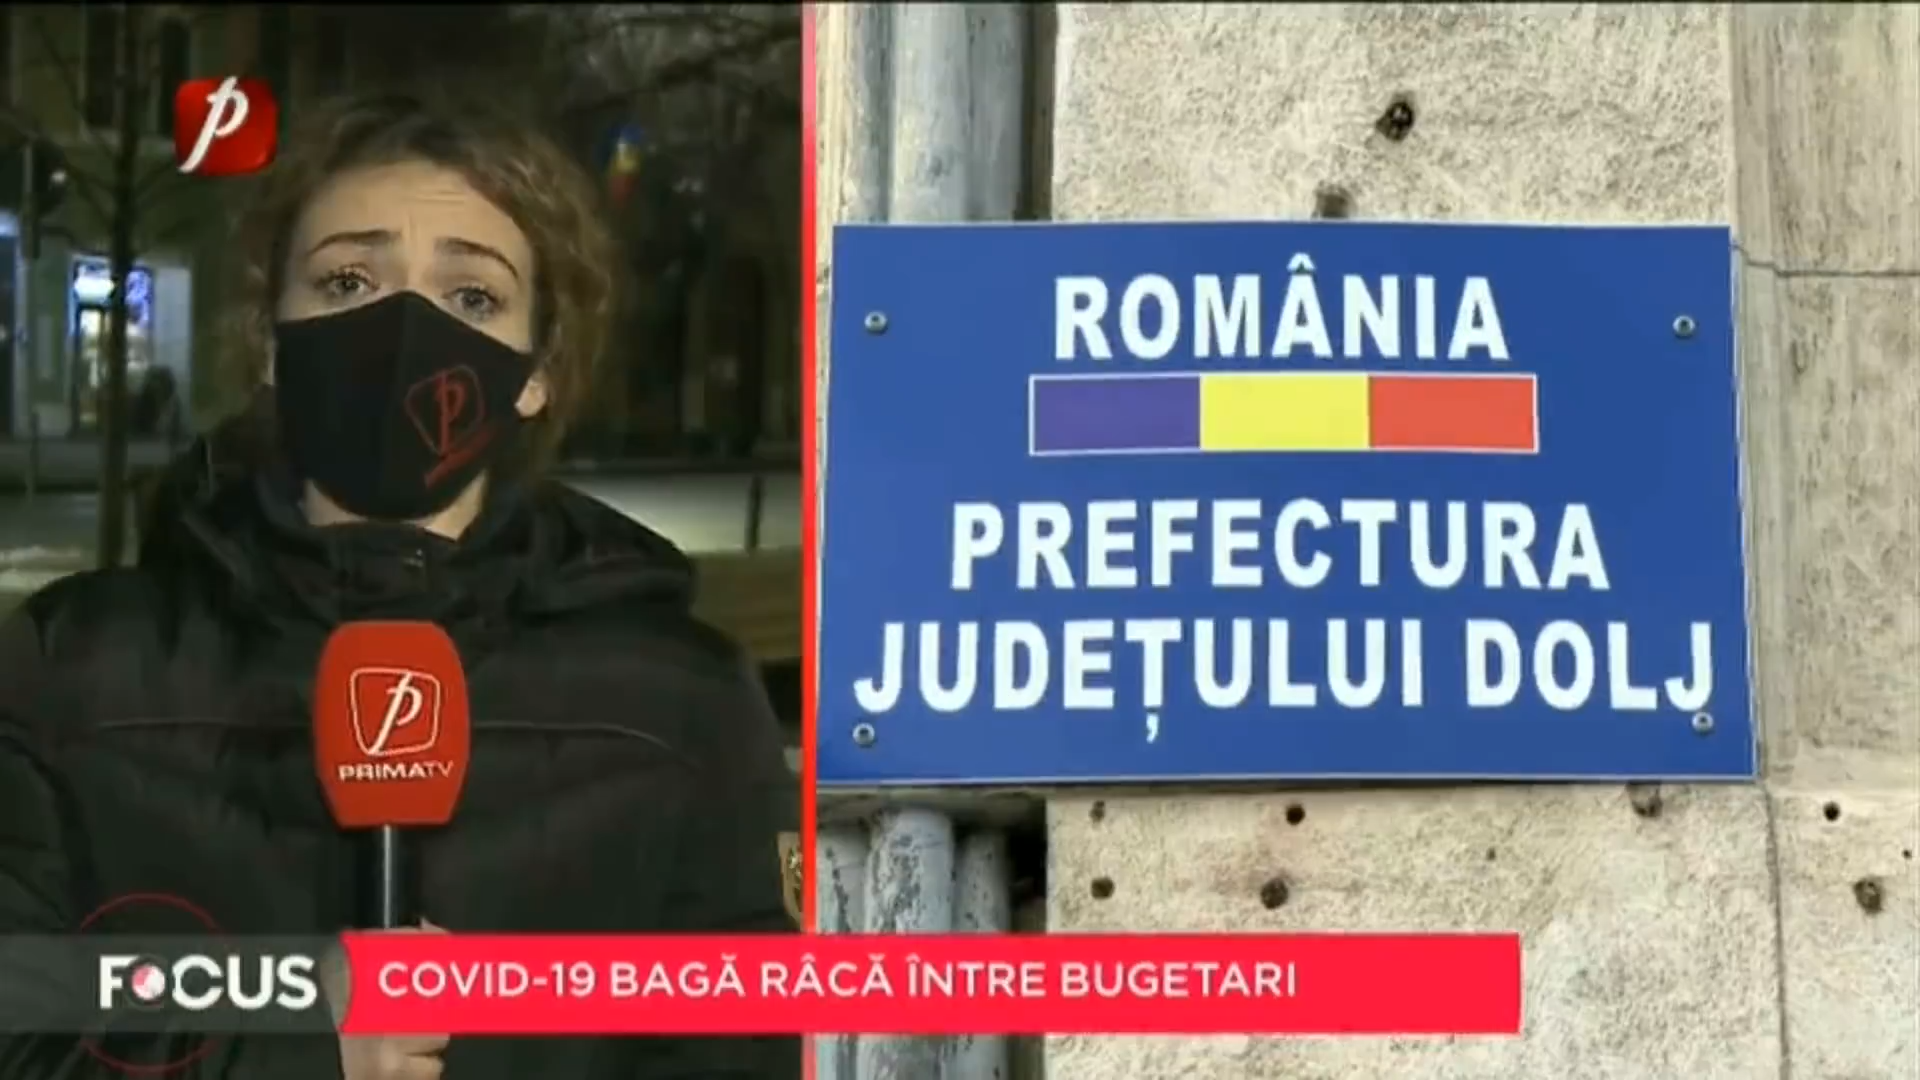 ROMÂNIA
PREFECTURA
JUDEȚULUI DOLJ
PRIMATV
FOCUS
COVID-19 BAGĂ RÂCĂ ÎNTRE BUGETARI